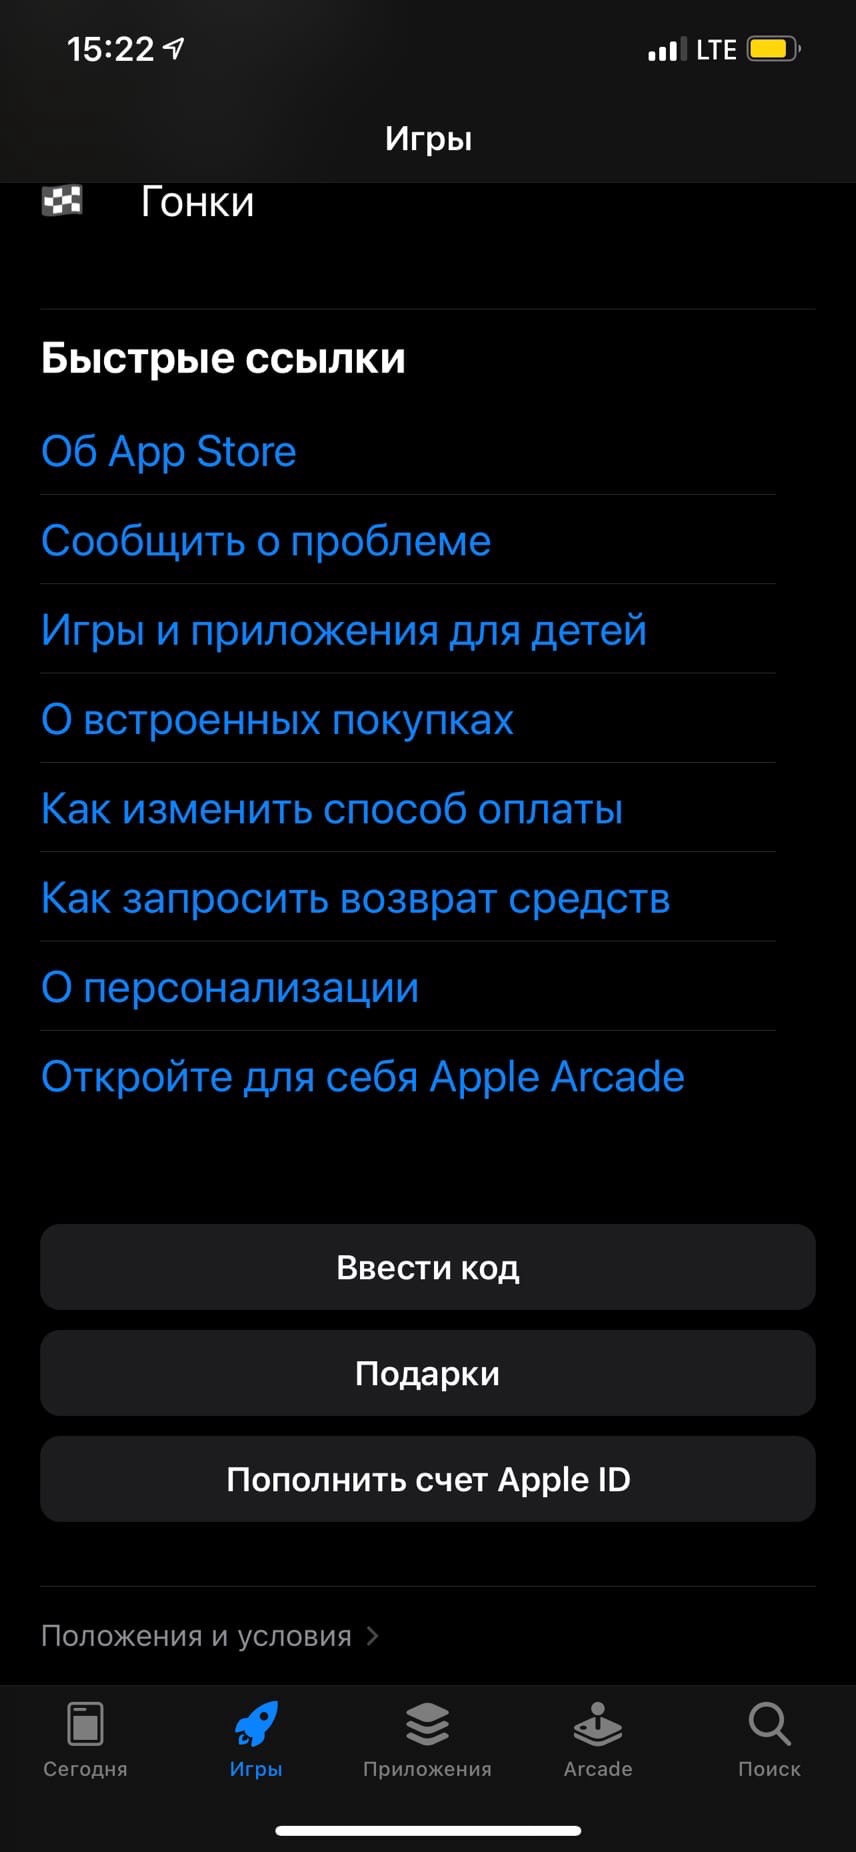 15:22
LTE
Игры
Гонки
Быстрые ссылки
Об App Store
Сообщить о проблеме
Игры и приложения для детей
О встроенных покупках
Как изменить способ оплаты
Как запросить возврат средств
О персонализации
Откройте для себя Apple Arcade
Ввести код
Подарки
Пополнить счет Apple ID
Положения и условия
Сегодня
Игры
Приложения
Arcade
Поиск